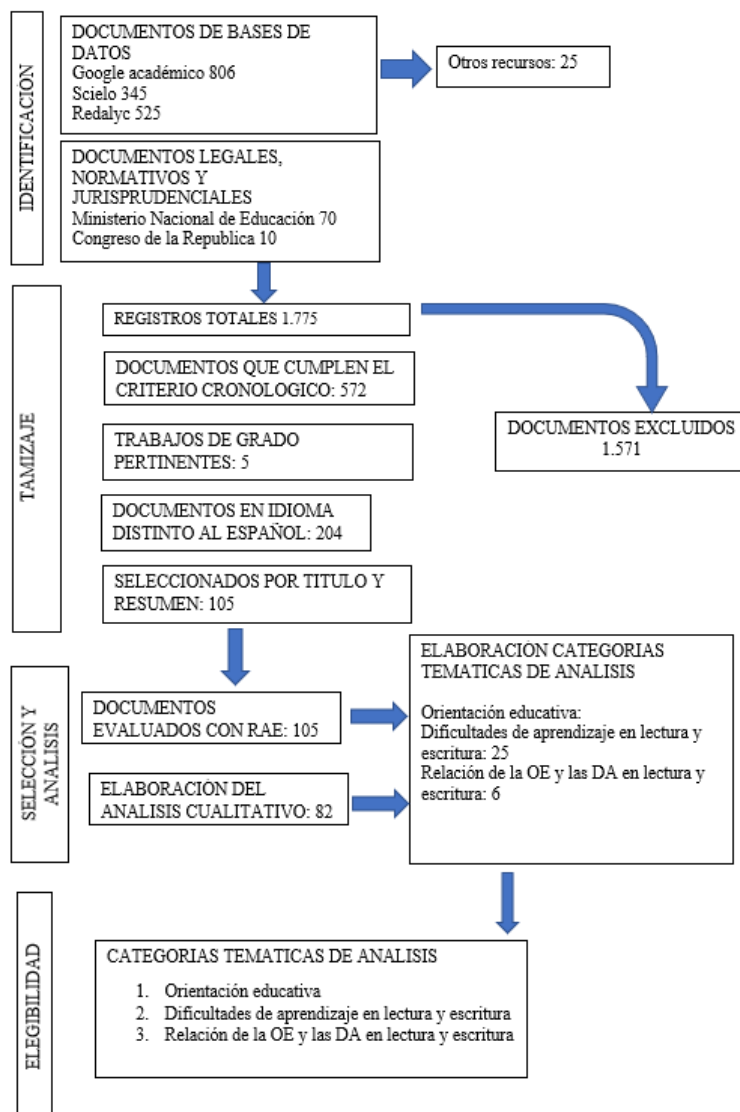 IDENTIFICACIÓN
DOCUMENTOS DE BASES DE
DATOS
Google académico 806
Scielo 345
Redalyc 525
Otros recursos: 25
DOCUMENTOS LEGALES,
NORMATIVOS Y
JURISPRUDENCIALES
Ministerio Nacional de Educación 70
Congreso de la Republica 10
TAMIZAJE
REGISTROS TOTALES 1.775
DOCUMENTOS QUE CUMPLEN EL
CRITERIO CRONOLOGICO: 572
DOCUMENTOS EXCLUIDOS
1.571
TRABAJOS DE GRADO
PERTINENTES: 5
DOCUMENTOS EN IDIOMA
DISTINTO AL ESPAÑOL: 204
SELECCIONADOS POR TITULO Y
RESUMEN: 105
SELECCIÓN Y
ANALISIS
DOCUMENTOS
EVALUADOS CON RAE: 105
ELABORACIÓN DEL
ANALISIS CUALITATIVO: 82
ELABORACIÓN CATEGORIAS
TEMATICAS DE ANALISIS
Orientación educativa:
Dificultades de aprendizaje en lectura y
escritura: 25
Relación de la OE y las DA en lectura y
escritura: 6
ELEGIBILIDAD
CATEGORIAS TEMATICAS DE ANALISIS
1. Orientación educativa
2. Dificultades de aprendizaje en lectura y escritura
3. Relación de la OE y las DA en lectura y escritura